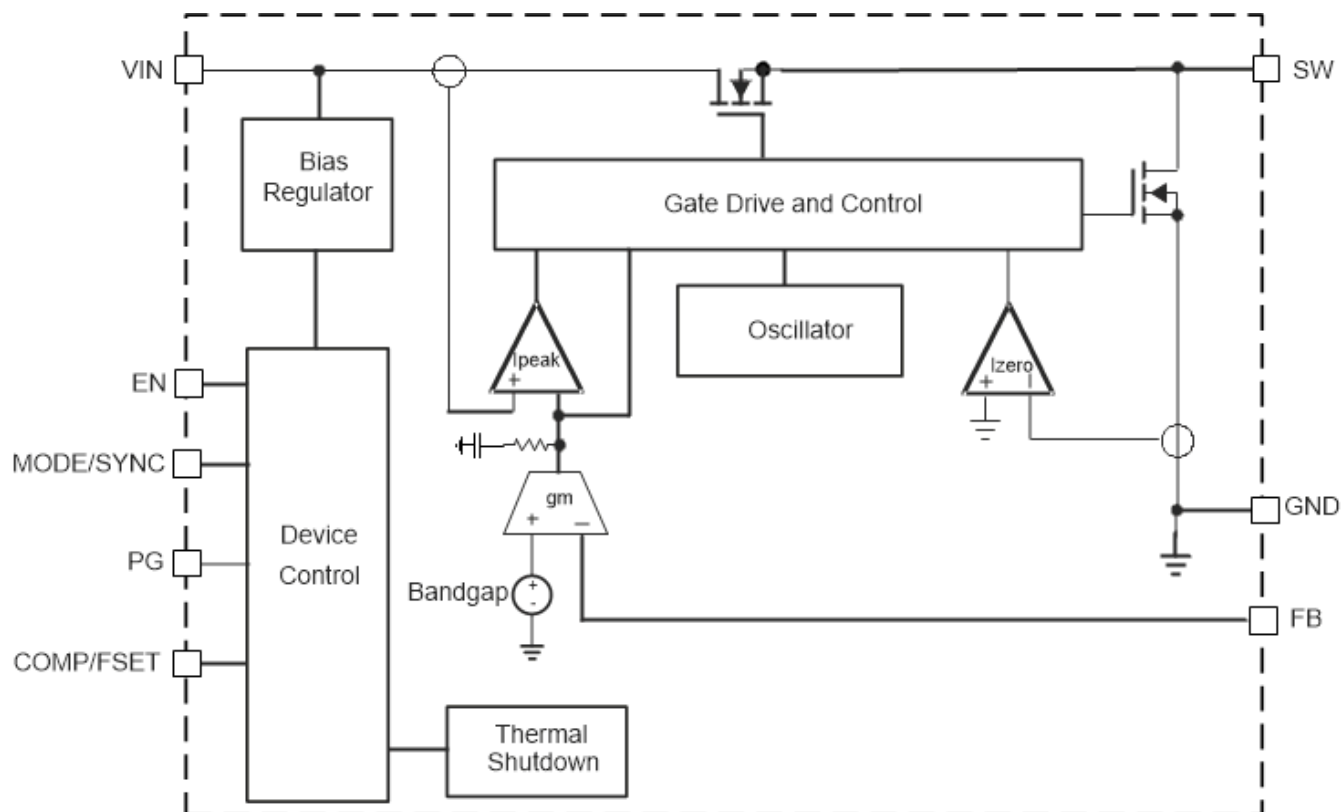 VIN
SW
Bias
Regulator
Gate Drive and Control
Oscillator
Ipeak
+
Izero
+ −
EN
MODE/SYNC
gm
+ −
GND
PG
Device
Control
Bandgap
+
-
FB
COMP/FSET
Thermal
Shutdown